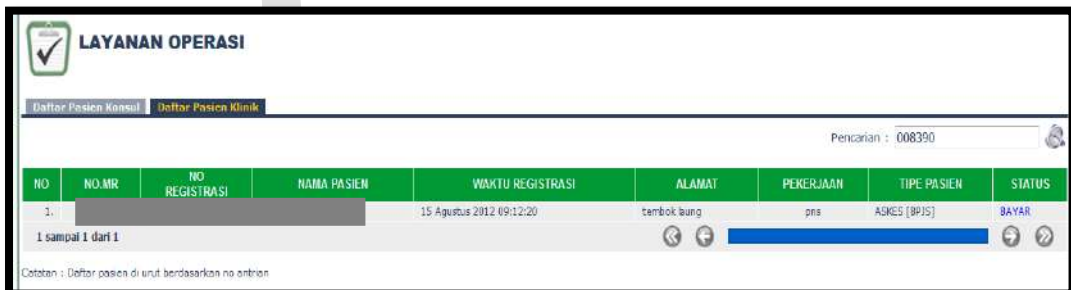 LAYANAN OPERASI
Daftar Pasien Konsul Daftar Pasien Klinik
Pencarian : 008390
NO NO.MR NO REGISTRASI NAMA PASIEN WAKTU REGISTRASI ALAMAT PEKERJAAN TIPE PASIEN STATUS
1. 15 Agustus 2012 09:12:20 tembok laung pns ASKES [BPJS] BAYAR
1 sampai 1 dari 1
Catatan : Daftar pasien di urut berdasarkan no antrian